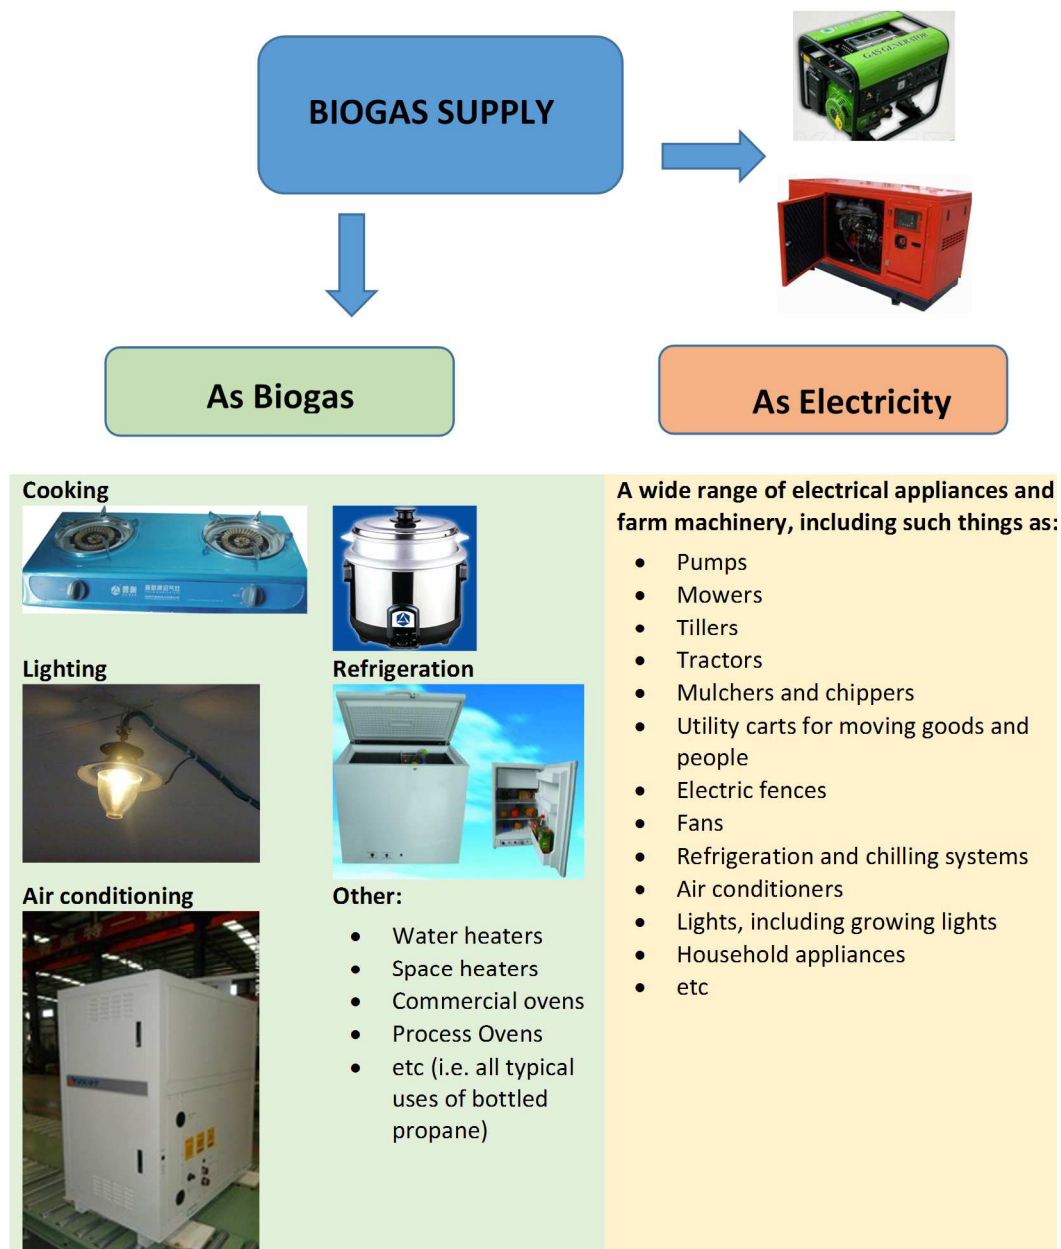 BIOGAS SUPPLY
GAS GENERATOR
As Biogas
As Electricity
Cooking
Lighting
Refrigeration
Air conditioning
Other:
• Water heaters
• Space heaters
• Commercial ovens
• Process Ovens
• etc (i.e. all typical
uses of bottled
propane)
A wide range of electrical appliances and
farm machinery, including such things as:
• Pumps
• Mowers
• Tillers
• Tractors
• Mulchers and chippers
• Utility carts for moving goods and
people
• Electric fences
• Fans
• Refrigeration and chilling systems
• Air conditioners
• Lights, including growing lights
• Household appliances
• etc